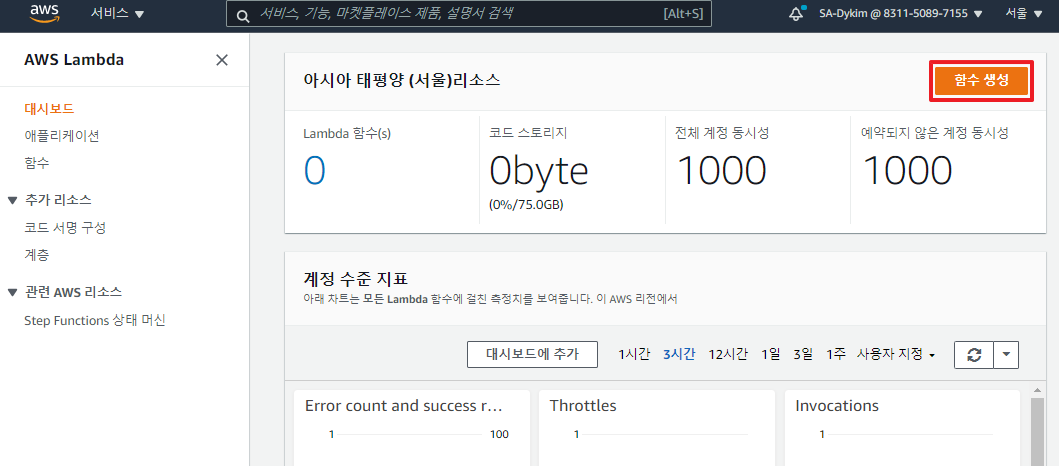 aws
서비스 ▼
서비스, 기능, 마켓플레이스 제품, 설명서 검색
[Alt+S]
SA-Dykim @ 8311-5089-7155 ▼
서울 ▼
AWS Lambda
대시보드
애플리케이션
함수
추가 리소스
코드 서명 구성
계층
관련 AWS 리소스
Step Functions 상태 머신
아시아 태평양 (서울)리소스
함수 생성
Lambda 함수(s)
0
코드 스토리지
0byte
(0%/75.0GB)
전체 계정 동시성
1000
예약되지 않은 계정 동시성
1000
계정 수준 지표
아래 차트는 모든 Lambda 함수에 걸친 측정치를 보여줍니다. 이 AWS 리전에서
대시보드에 추가
1시간 3시간 12시간 1일 3일 1주 사용자 지정
Error count and success r...
1
100
Throttles
1
Invocations
1